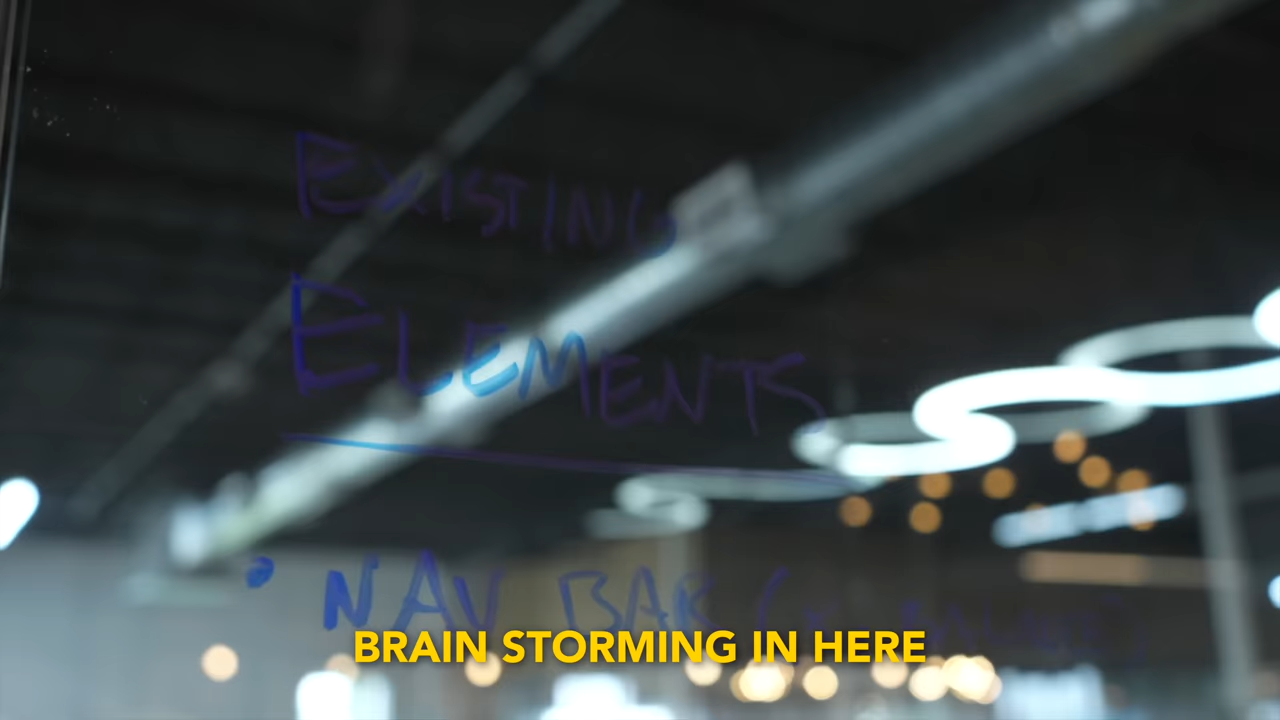 EXISTING
ELEMENTS
• NAV BAR (
BRAIN STORMING IN HERE